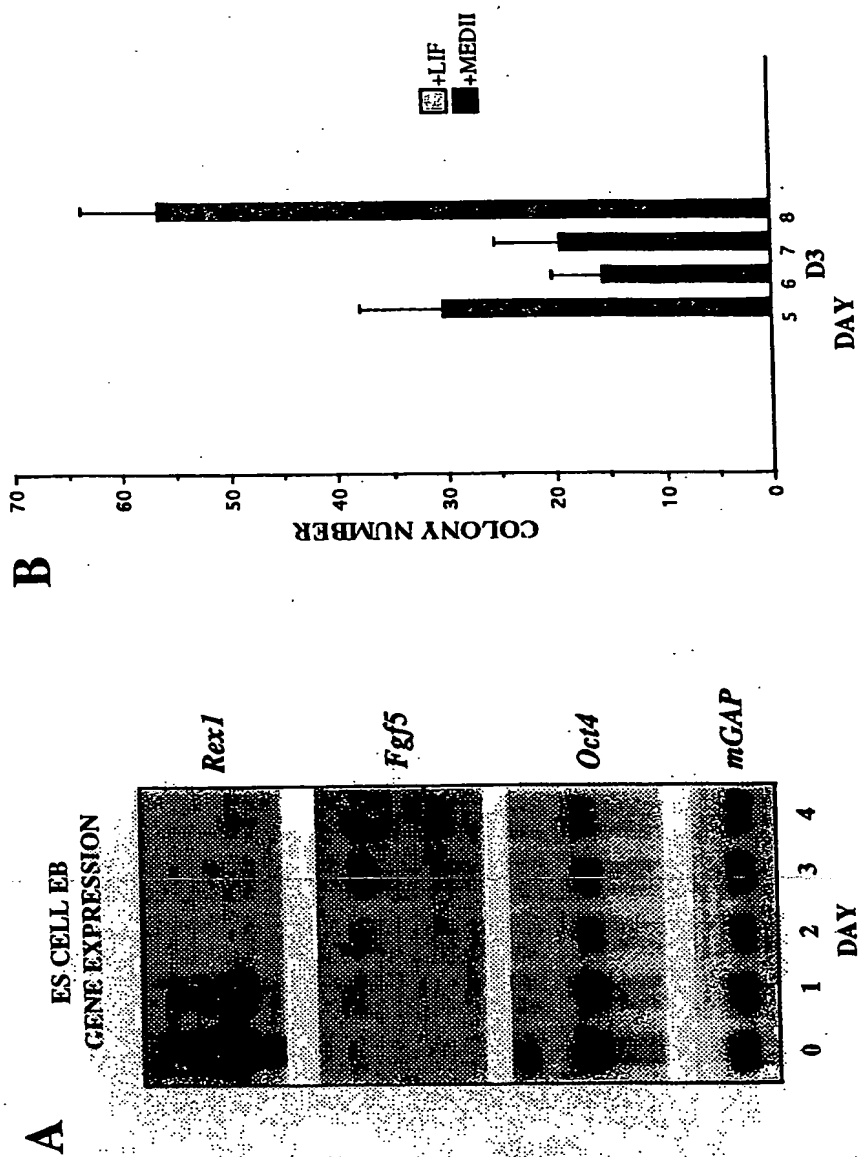 A
ES CELL EB
GENE EXPRESSION
Rex1
Fgf5
Oct4
mGAP
0 1 2 3 4
DAY
B
COLONY NUMBER
70
60
50
40
30
20
10
0
+LIF
+MEDII
5 6 7 8
D3
DAY